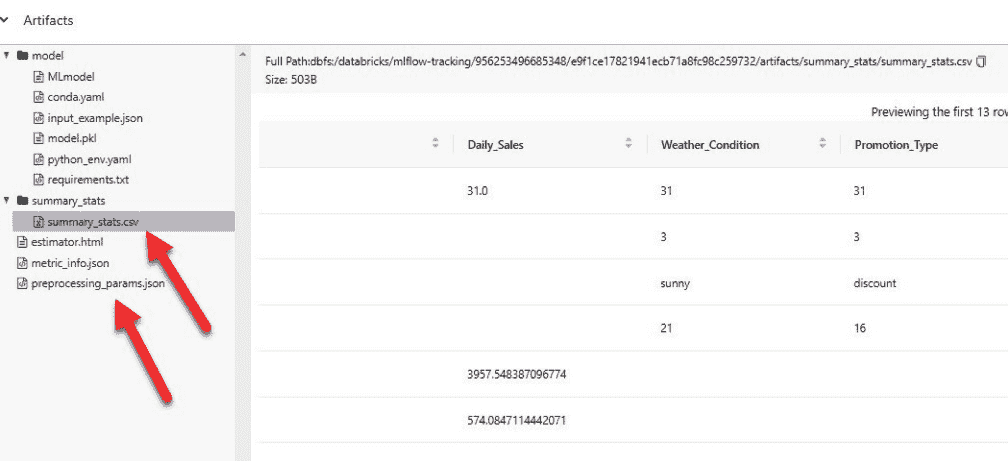 Artifacts
model
MLmodel
conda.yaml
input_example.json
model.pkl
python_env.yaml
requirements.txt
summary_stats
summary_stats.csv
estimator.html
metric_info.json
preprocessing_params.json
Full Path:dbfs:/databricks/mlflow-tracking/956253496685348/e9f1ce17821941ecb71a8fc98c259732/artifacts/summary_stats/summary_stats.csv
Size: 503B
Previewing the first 13 rov
Daily_Sales Weather_Condition Promotion_Type
31.0 31 31
3 3
sunny discount
21 16
3957.548387096774
574.0847114442071